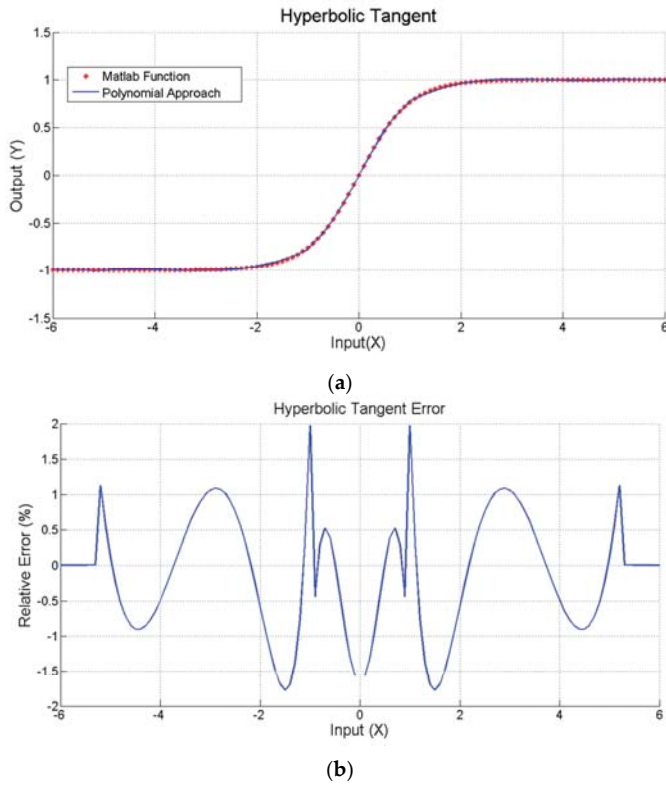 Hyperbolic Tangent
1.5
1
0.5
0
-0.5
-1
-1.5
Output (Y)
Matlab Function
Polynomial Approach
-6 -4 -2 0 2 4 6
Input(X)
(a)
Hyperbolic Tangent Error
2
1.5
1
0.5
0
-0.5
-1
-1.5
-2
Relative Error (%)
-6 -4 -2 0 2 4 6
Input (X)
(b)